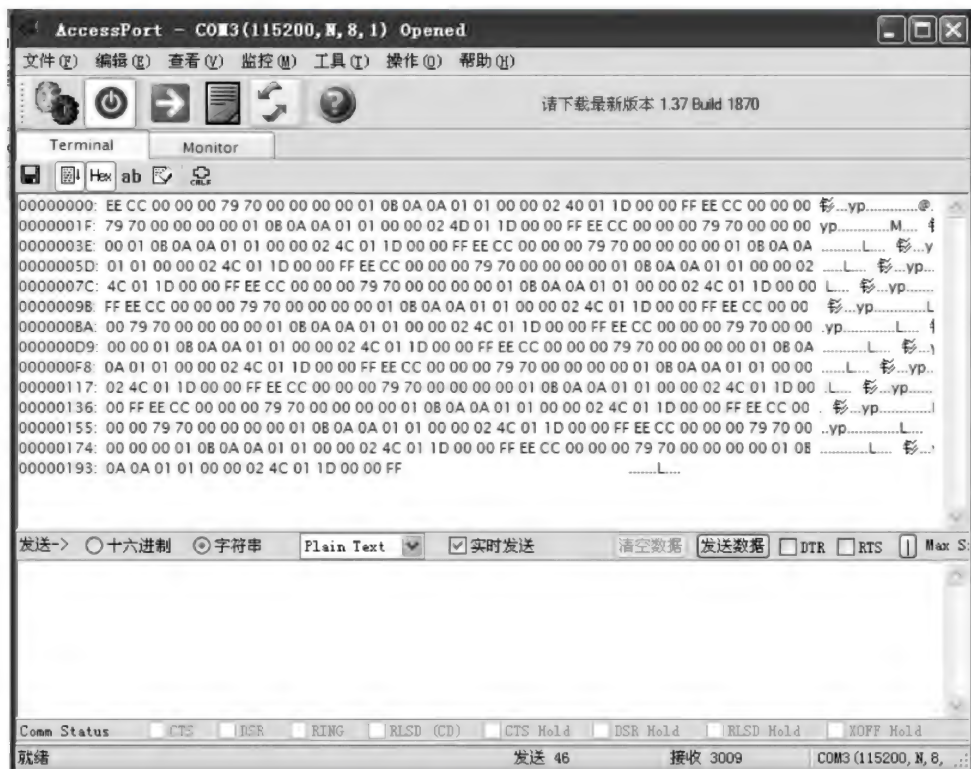 AccessPort - COM3(115200,N,8,1) Opened
文件(F) 编辑(E) 查看(V) 监控(M) 工具(T) 操作(O) 帮助(H)
请下载最新版本 1.37 Build 1870
Terminal Monitor
Hex ab CRLF
00000000: EE CC 00 00 00 79 70 00 00 00 00 01 0B 0A 0A 01 01 00 00 02 40 01 1D 00 00 FF EE CC 00 00 00 彩...yp..............@.
0000001F: 79 70 00 00 00 00 01 0B 0A 0A 01 01 00 00 02 4D 01 1D 00 00 FF EE CC 00 00 00 79 70 00 00 00 yp.............M....
0000003E: 00 01 0B 0A 0A 01 01 00 00 02 4C 01 1D 00 00 FF EE CC 00 00 00 79 70 00 00 00 00 01 0B 0A 0A ..........L.... 彩...y
0000005D: 01 01 00 00 02 4C 01 1D 00 00 FF EE CC 00 00 00 79 70 00 00 00 00 01 0B 0A 0A 01 01 00 00 02 .....L.... 彩...yp...
0000007C: 4C 01 1D 00 00 FF EE CC 00 00 00 79 70 00 00 00 00 01 0B 0A 0A 01 01 00 00 02 4C 01 1D 00 00 L.... 彩...yp.......
0000009B: FF EE CC 00 00 00 79 70 00 00 00 00 01 0B 0A 0A 01 01 00 00 02 4C 01 1D 00 00 FF EE CC 00 00 彩...yp.............L
000000BA: 00 79 70 00 00 00 00 01 0B 0A 0A 01 01 00 00 02 4C 01 1D 00 00 FF EE CC 00 00 00 79 70 00 00 .yp.............L....
000000D9: 00 00 01 0B 0A 0A 01 01 00 00 02 4C 01 1D 00 00 FF EE CC 00 00 00 79 70 00 00 00 00 01 0B 0A ...........L.... 彩...
000000F8: 0A 01 01 00 00 02 4C 01 1D 00 00 FF EE CC 00 00 00 79 70 00 00 00 00 01 0B 0A 0A 01 01 00 00 ......L.... 彩...yp..
00000117: 02 4C 01 1D 00 00 FF EE CC 00 00 00 79 70 00 00 00 00 01 0B 0A 0A 01 01 00 00 02 4C 01 1D 00 .L.... 彩...yp.......
00000136: 00 FF EE CC 00 00 00 79 70 00 00 00 00 01 0B 0A 0A 01 01 00 00 02 4C 01 1D 00 00 FF EE CC 00 . 彩...yp............
00000155: 00 00 79 70 00 00 00 00 01 0B 0A 0A 01 01 00 00 02 4C 01 1D 00 00 FF EE CC 00 00 00 79 70 00 ..yp.............L....
00000174: 00 00 00 01 0B 0A 0A 01 01 00 00 02 4C 01 1D 00 00 FF EE CC 00 00 00 79 70 00 00 00 00 01 0B ............L.... 彩...
00000193: 0A 0A 01 01 00 00 02 4C 01 1D 00 00 FF .......L....
发送-> 十六进制 字符串 Plain Text 实时发送 清空数据 发送数据 DTR RTS Max S:
Comm Status CTS DSR RING RLSD (CD) CTS Hold DSR Hold RLSD Hold XOFF Hold
就绪 发送 46 接收 3009 COM3(115200,N,8,